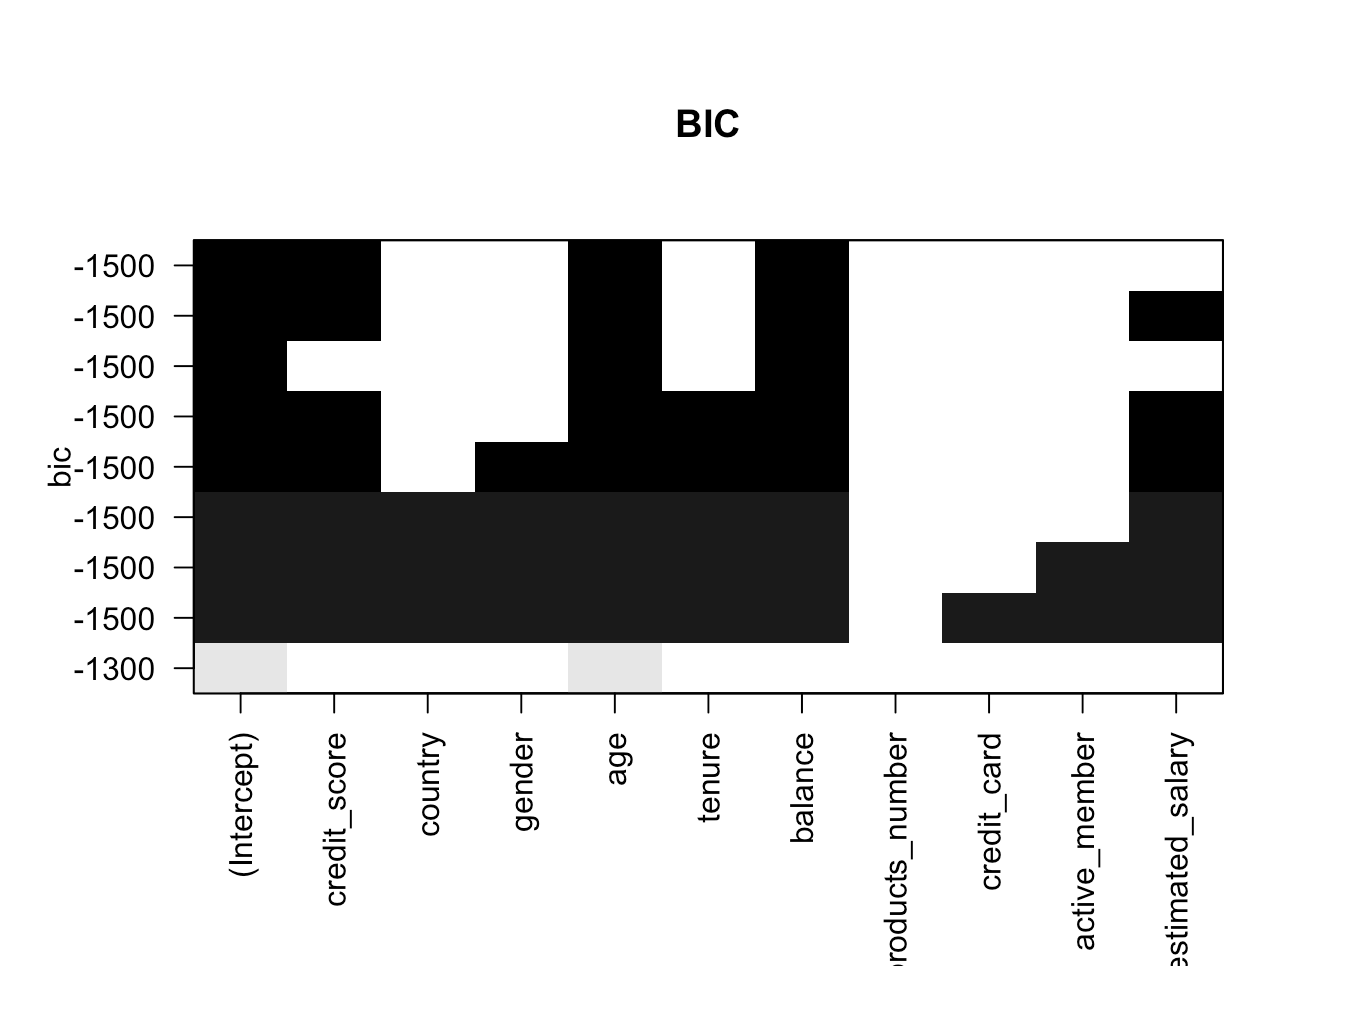 BIC
-1500
-1500
-1500
-1500
-1500
-1500
-1500
-1500
-1300
bic
(Intercept)
credit_score
country
gender
age
tenure
balance
roducts_number
credit_card
active_member
estimated_salary